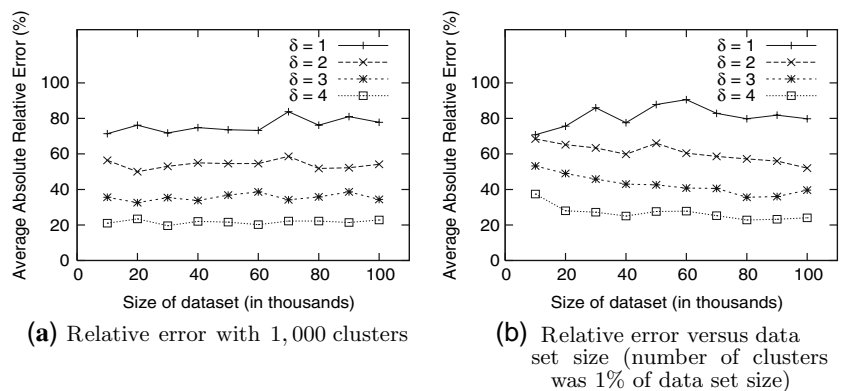 δ = 1
δ = 2
δ = 3
δ = 4
100
80
60
40
20
0
Average Absolute Relative Error (%)
0 20 40 60 80 100
Size of dataset (in thousands)
(a) Relative error with 1,000 clusters
δ = 1
δ = 2
δ = 3
δ = 4
100
80
60
40
20
0
Average Absolute Relative Error (%)
0 20 40 60 80 100
Size of dataset (in thousands)
(b) Relative error versus data
set size (number of clusters
was 1% of data set size)